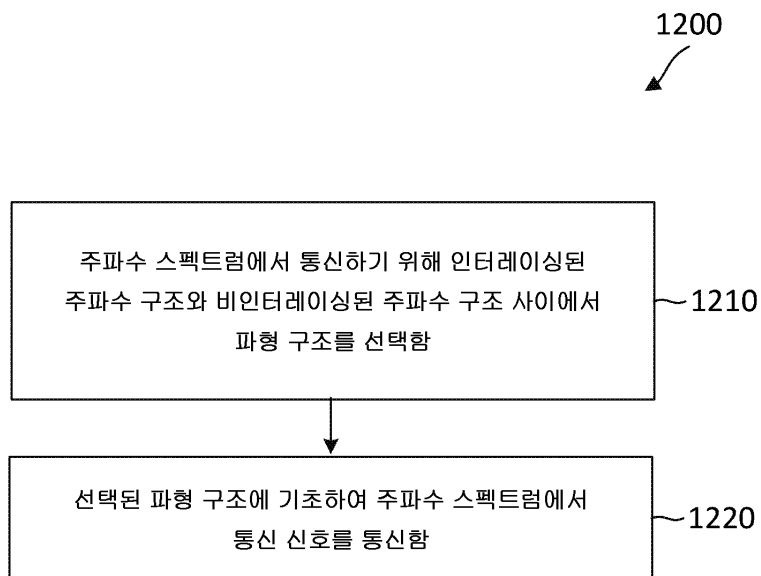 1200
주파수 스펙트럼에서 통신하기 위해 인터레이싱된
주파수 구조와 비인터레이싱된 주파수 구조 사이에서
파형 구조를 선택함
1210
선택된 파형 구조에 기초하여 주파수 스펙트럼에서
통신 신호를 통신함
1220